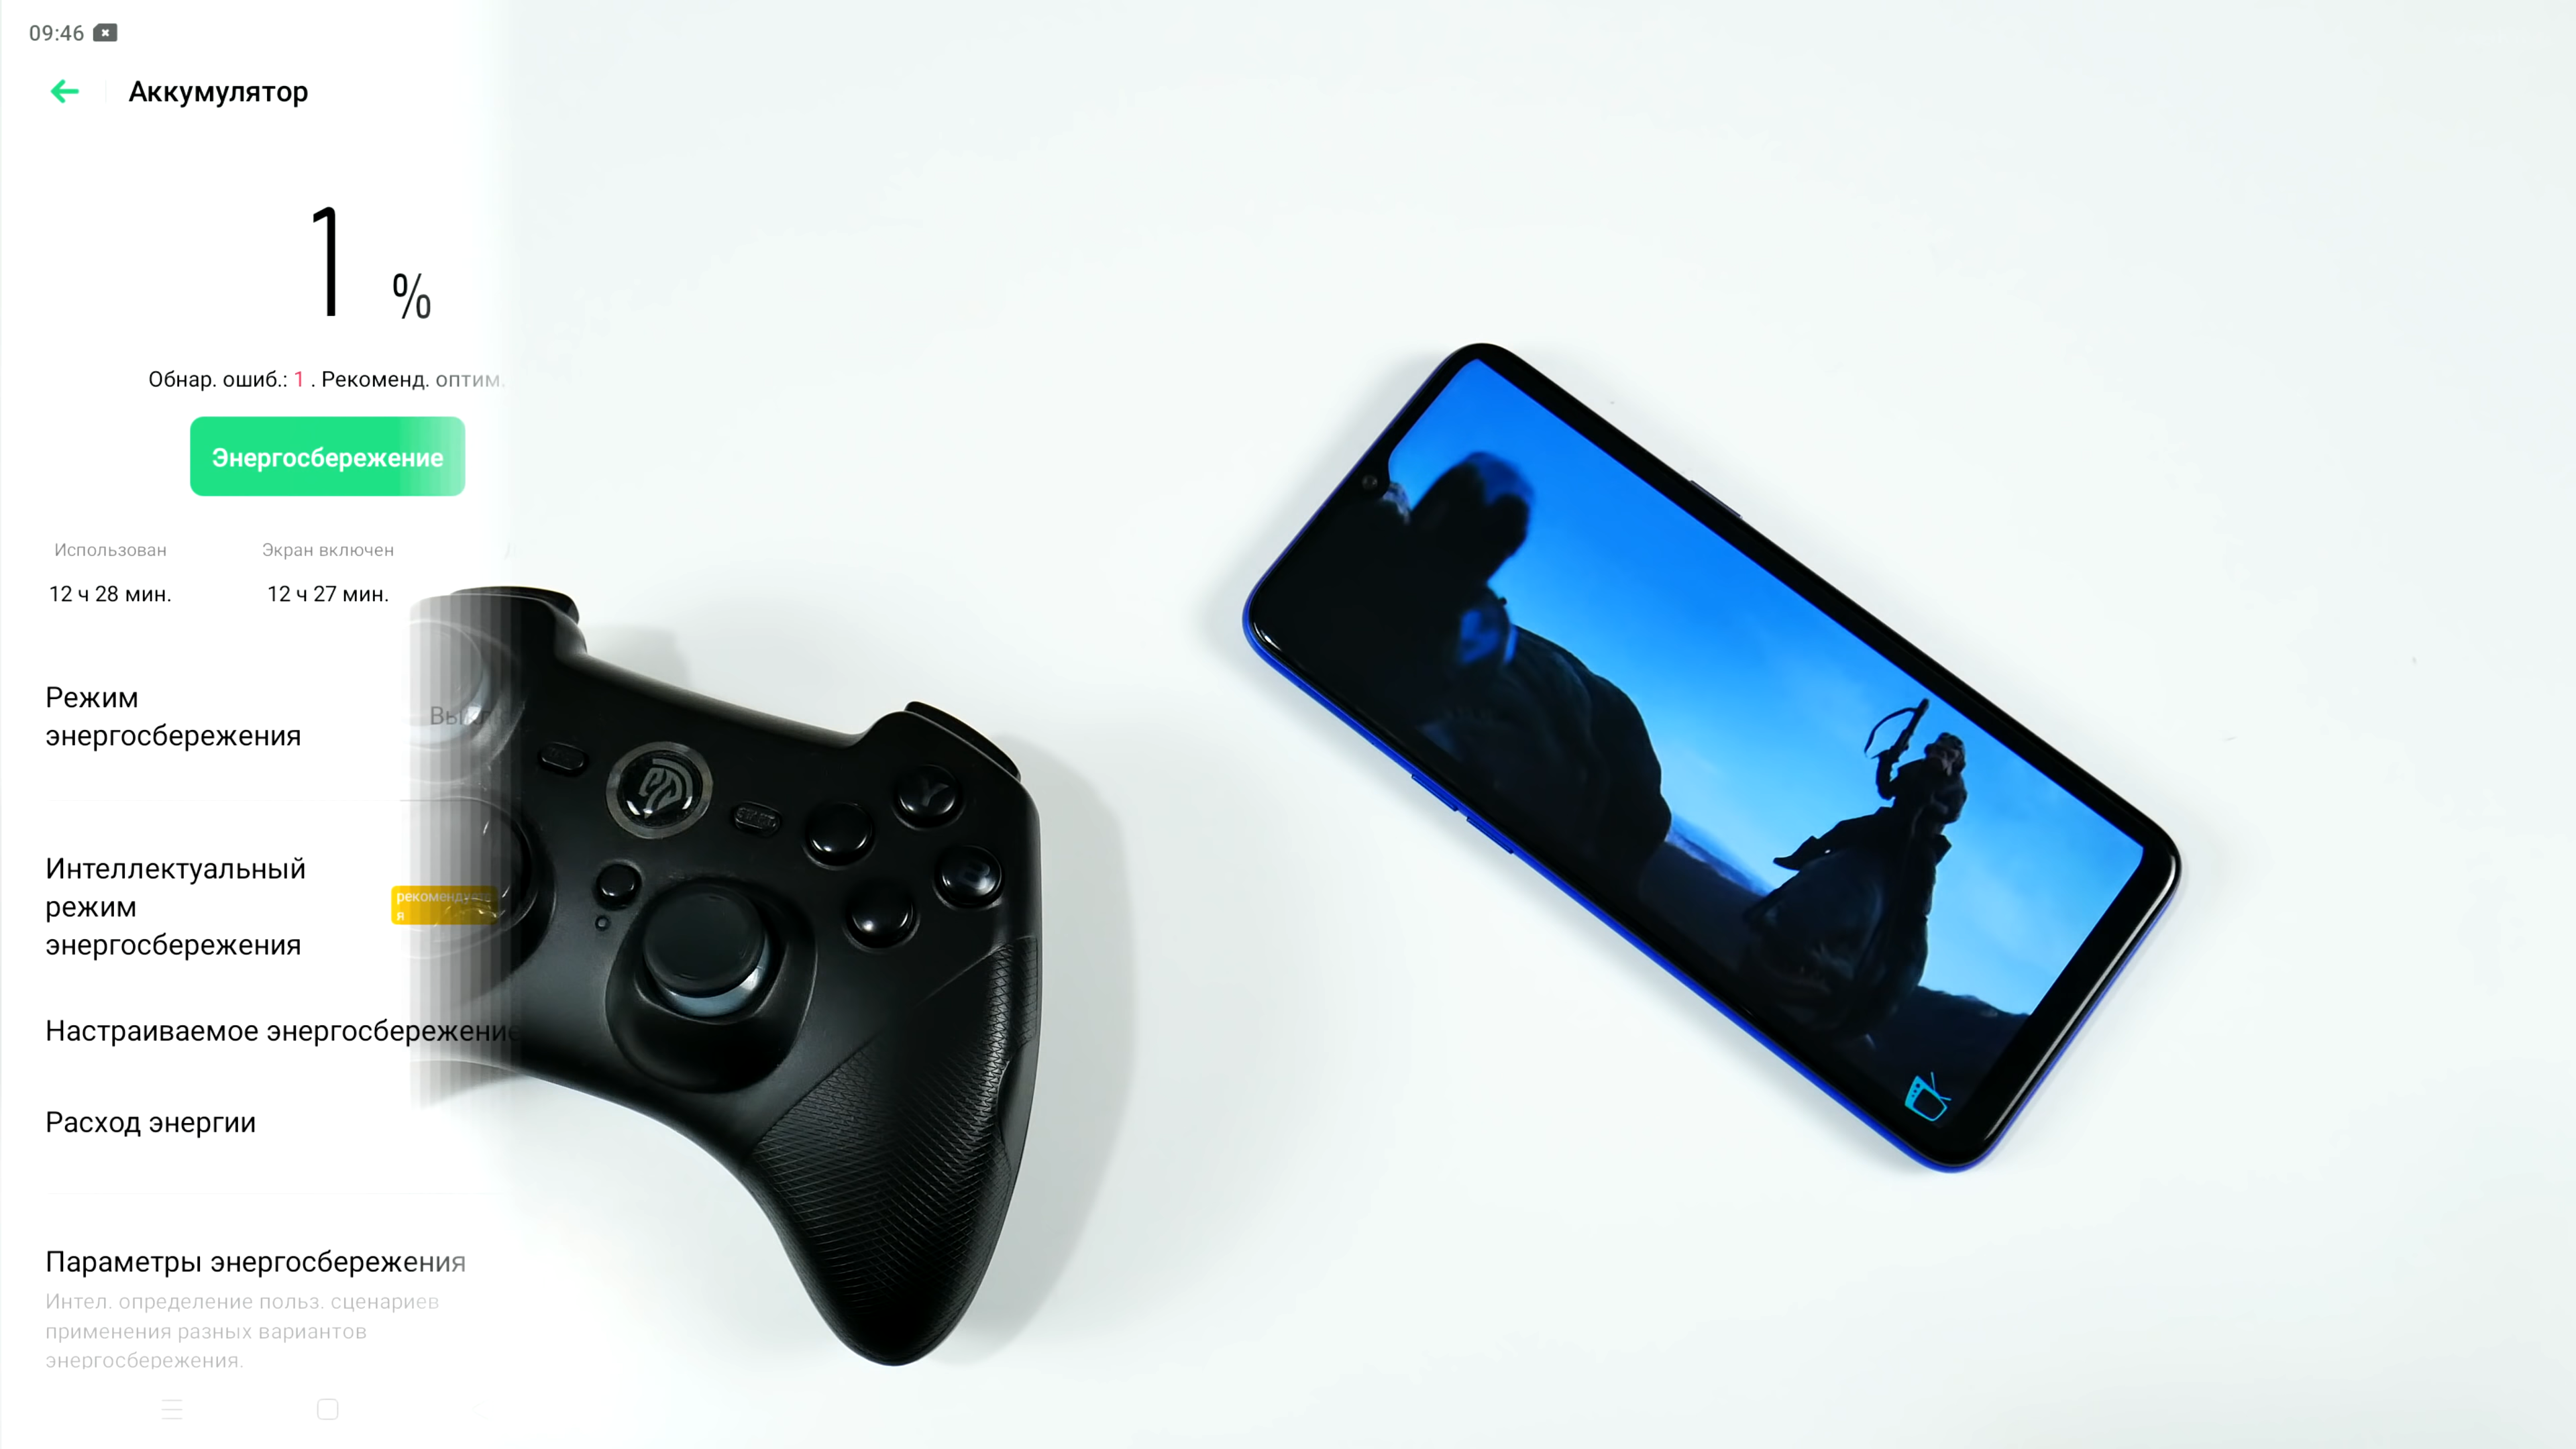 09:46
Аккумулятор
1 %
Обнар. ошиб.: 1 . Рекоменд. оптим.
Энергосбережение
Использован Экран включен
12 ч 28 мин. 12 ч 27 мин.
Режим
энергосбережения
Интеллектуальный
режим
энергосбережения
Настраиваемое энергосбережение
Расход энергии
Параметры энергосбережения
Интел. определение польз. сценариев
применения разных вариантов
энергосбережения.
START
Y
B